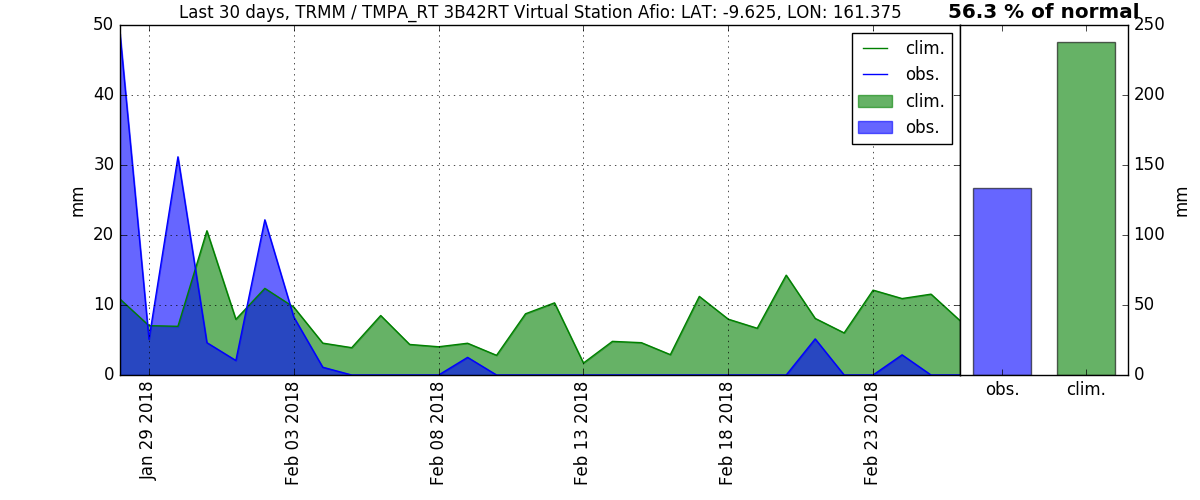 Last 30 days, TRMM / TMPA_RT 3B42RT Virtual Station Afio: LAT: -9.625, LON: 161.375
56.3 % of normal
50
40
30
20
10
0
mm
clim.
obs.
clim.
obs.
Jan 29 2018
Feb 03 2018
Feb 08 2018
Feb 13 2018
Feb 18 2018
Feb 23 2018
250
200
150
100
50
0
mm
obs.
clim.